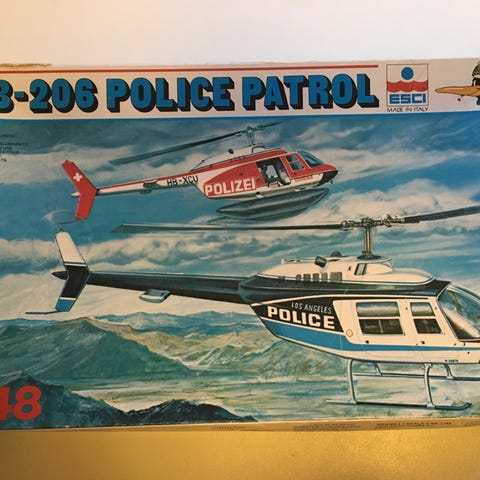 B-206 POLICE PATROL
ESCI
MADE IN ITALY
HB-XCU
POLIZEI
LOS ANGELES
POLICE
48